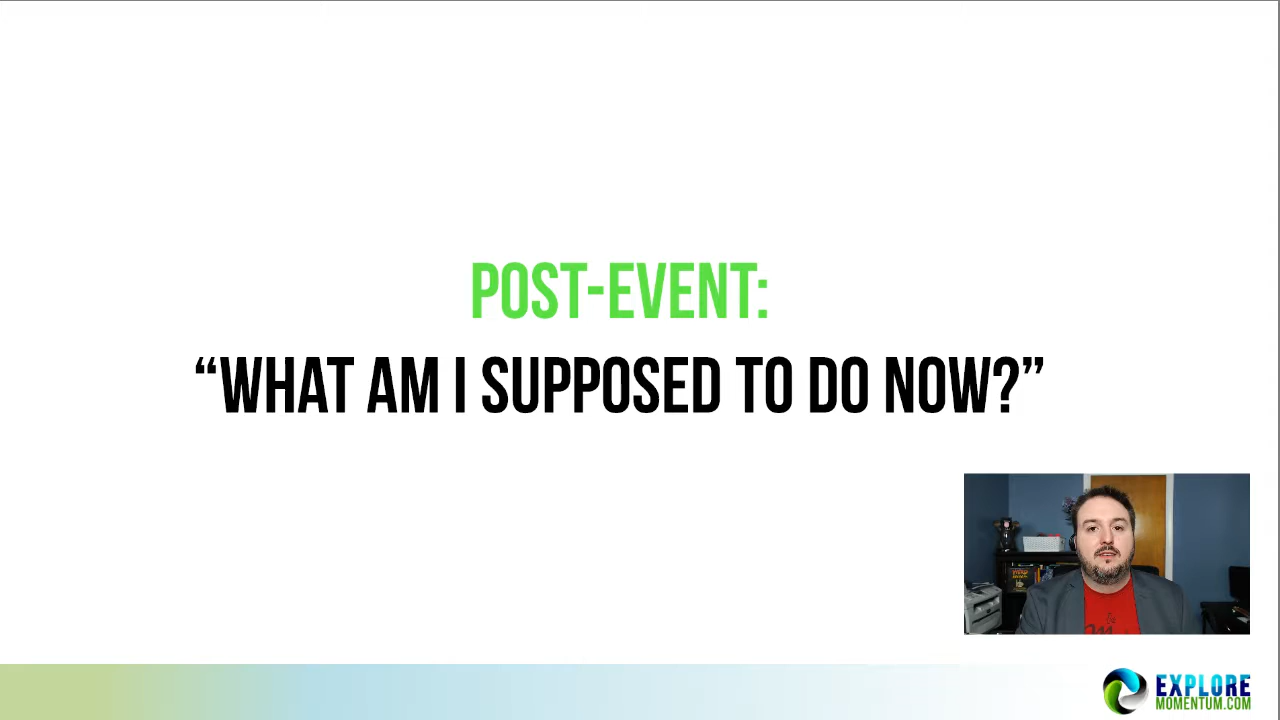 POST-EVENT:
“WHAT AM I SUPPOSED TO DO NOW?”
EXPLORE
MOMENTUM.COM